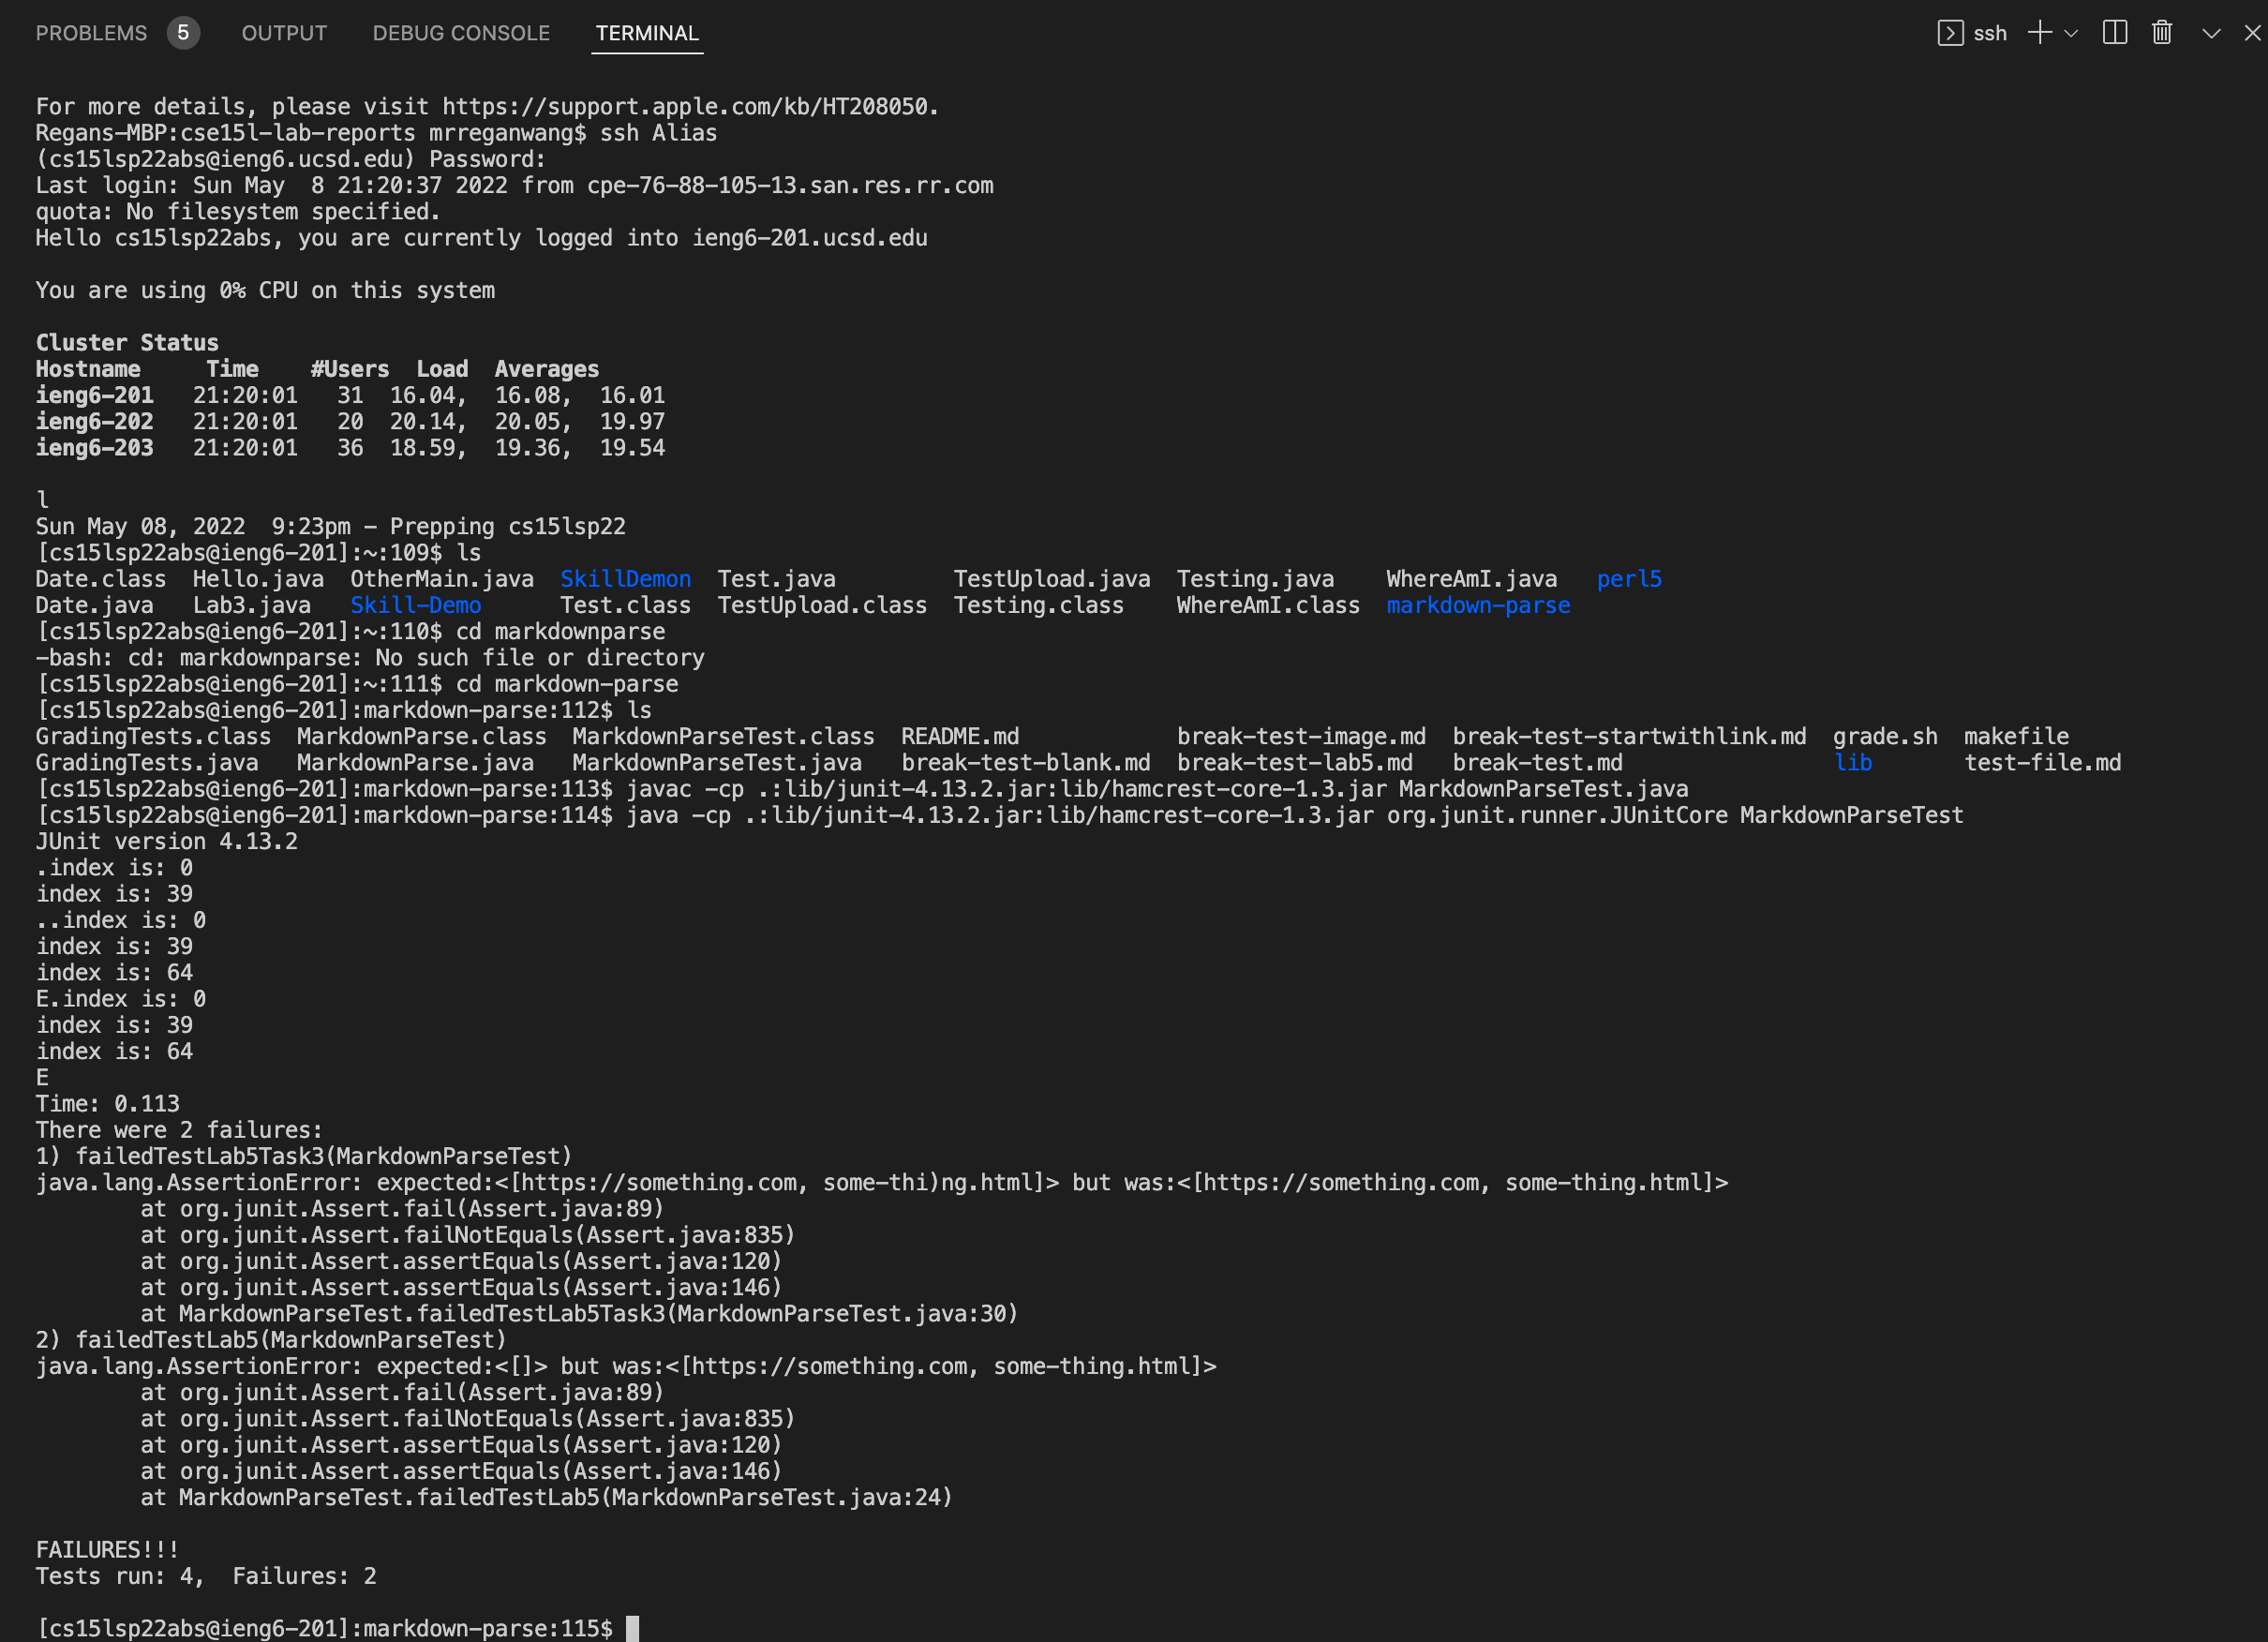 PROBLEMS 5 OUTPUT DEBUG CONSOLE TERMINAL ssh
For more details, please visit https://support.apple.com/kb/HT208050.
Regans-MBP:cse15l-lab-reports mrreganwang$ ssh Alias
(cs15lsp22abs@ieng6.ucsd.edu) Password:
Last login: Sun May  8 21:20:37 2022 from cpe-76-88-105-13.san.res.rr.com
quota: No filesystem specified.
Hello cs15lsp22abs, you are currently logged into ieng6-201.ucsd.edu
You are using 0% CPU on this system
Cluster Status
Hostname     Time    #Users  Load  Averages
ieng6-201   21:20:01   31  16.04,  16.08,  16.01
ieng6-202   21:20:01   20  20.14,  20.05,  19.97
ieng6-203   21:20:01   36  18.59,  19.36,  19.54
l
Sun May 08, 2022  9:23pm - Prepping cs15lsp22
[cs15lsp22abs@ieng6-201]:~:109$ ls
Date.class  Hello.java  OtherMain.java  SkillDemon  Test.java         TestUpload.java  Testing.java    WhereAmI.java   perl5
Date.java   Lab3.java   Skill-Demo      Test.class  TestUpload.class  Testing.class    WhereAmI.class  markdown-parse
[cs15lsp22abs@ieng6-201]:~:110$ cd markdownparse
-bash: cd: markdownparse: No such file or directory
[cs15lsp22abs@ieng6-201]:~:111$ cd markdown-parse
[cs15lsp22abs@ieng6-201]:markdown-parse:112$ ls
GradingTests.class  MarkdownParse.class  MarkdownParseTest.class  README.md            break-test-image.md  break-test-startwithlink.md  grade.sh  makefile
GradingTests.java   MarkdownParse.java   MarkdownParseTest.java   break-test-blank.md  break-test-lab5.md   break-test.md                lib       test-file.md
[cs15lsp22abs@ieng6-201]:markdown-parse:113$ javac -cp .:lib/junit-4.13.2.jar:lib/hamcrest-core-1.3.jar MarkdownParseTest.java
[cs15lsp22abs@ieng6-201]:markdown-parse:114$ java -cp .:lib/junit-4.13.2.jar:lib/hamcrest-core-1.3.jar org.junit.runner.JUnitCore MarkdownParseTest
JUnit version 4.13.2
.index is: 0
index is: 39
..index is: 0
index is: 39
index is: 64
E.index is: 0
index is: 39
index is: 64
E
Time: 0.113
There were 2 failures:
1) failedTestLab5Task3(MarkdownParseTest)
java.lang.AssertionError: expected:<[https://something.com, some-thi)ng.html]> but was:<[https://something.com, some-thing.html]>
        at org.junit.Assert.fail(Assert.java:89)
        at org.junit.Assert.failNotEquals(Assert.java:835)
        at org.junit.Assert.assertEquals(Assert.java:120)
        at org.junit.Assert.assertEquals(Assert.java:146)
        at MarkdownParseTest.failedTestLab5Task3(MarkdownParseTest.java:30)
2) failedTestLab5(MarkdownParseTest)
java.lang.AssertionError: expected:<[]> but was:<[https://something.com, some-thing.html]>
        at org.junit.Assert.fail(Assert.java:89)
        at org.junit.Assert.failNotEquals(Assert.java:835)
        at org.junit.Assert.assertEquals(Assert.java:120)
        at org.junit.Assert.assertEquals(Assert.java:146)
        at MarkdownParseTest.failedTestLab5(MarkdownParseTest.java:24)
FAILURES!!!
Tests run: 4,  Failures: 2
[cs15lsp22abs@ieng6-201]:markdown-parse:115$